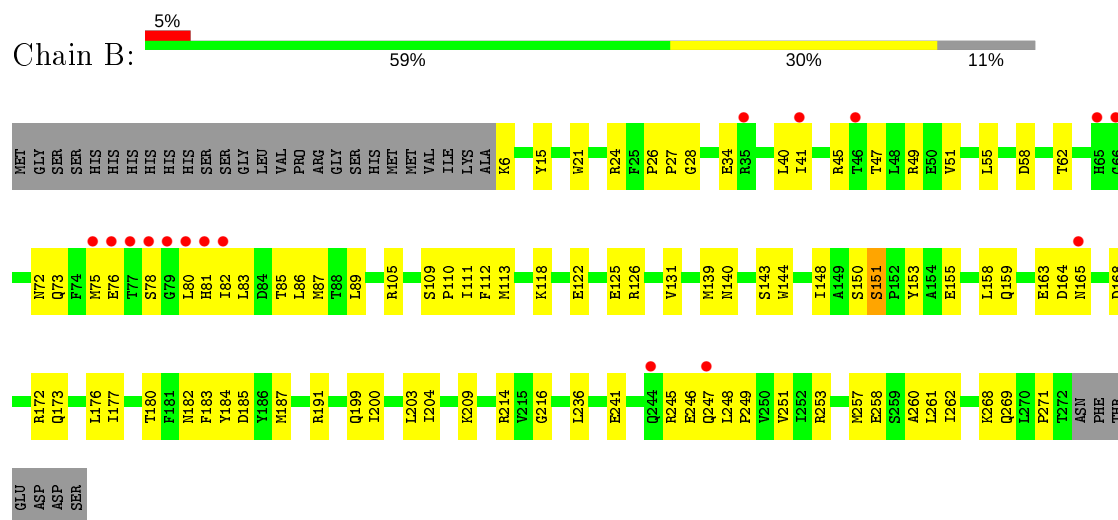 5%
Chain B:
59% 30% 11%
MET GLY SER SER HIS HIS HIS HIS HIS HIS SER SER GLY LEU VAL PRO ARG GLY SER HIS MET MET VAL ILE LYS ALA K6 Y15 W21 R24 F25 P26 P27 G28 E34 R35 L40 I41 R45 T46 T47 L48 R49 E50 V51 L55 D58 T62 H65 G66
N72 Q73 F74 M75 E76 T77 S78 G79 L80 H81 I82 L83 D84 T85 L86 M87 T88 L89 R105 S109 P110 I111 F112 M113 K118 E122 E125 R126 V131 M139 N140 S143 W144 I148 A149 S150 S151 P152 Y153 A154 E155 L158 Q159 E163 D164 N165 D168
R172 Q173 L176 I177 T180 F181 N182 F183 Y184 D185 Y186 M187 R191 Q199 I200 L203 I204 K209 R214 V215 G216 L236 E241 Q244 R245 E246 Q247 L248 P249 V250 V251 I252 R253 M257 E258 S259 A260 L261 I262 K268 Q269 L270 P271 T272 ASN PHE THR
GLU ASP ASP SER